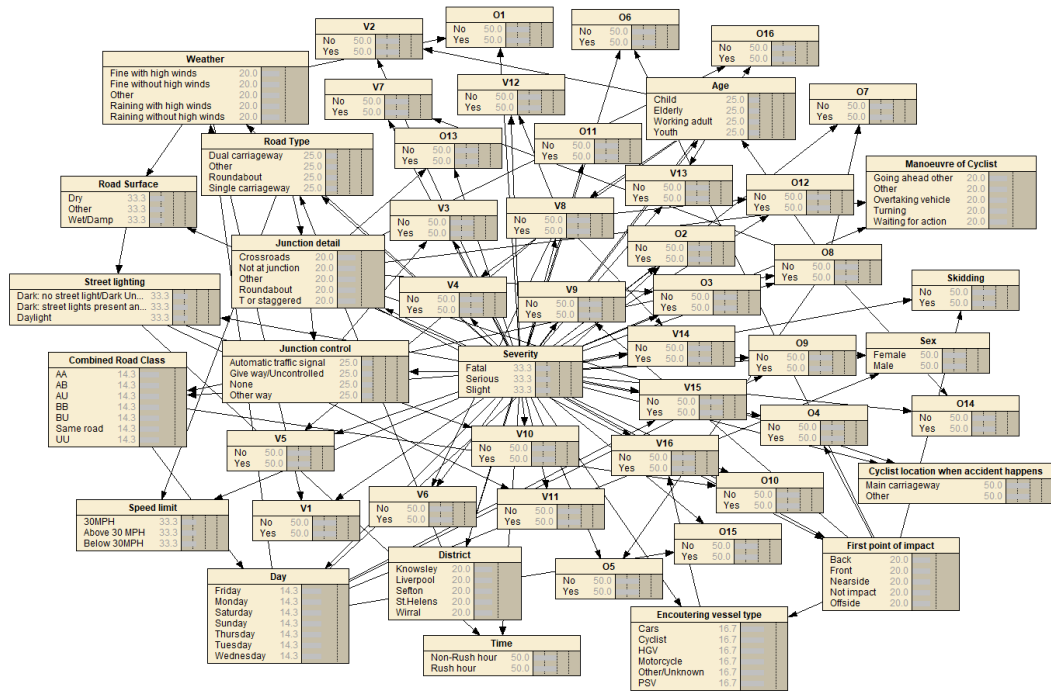 V2
No 50.0
Yes 50.0
O1
No 50.0
Yes 50.0
O6
No 50.0
Yes 50.0
O16
No 50.0
Yes 50.0
Weather
Fine with high winds 20.0
Fine without high winds 20.0
Other 20.0
Raining with high winds 20.0
Raining without high winds 20.0
V7
No 50.0
Yes 50.0
V12
No 50.0
Yes 50.0
Age
Child 25.0
Elderly 25.0
Working adult 25.0
Youth 25.0
O7
No 50.0
Yes 50.0
Road Type
Dual carriageway 25.0
Other 25.0
Roundabout 25.0
Single carriageway 25.0
O13
No 50.0
Yes 50.0
O11
No 50.0
Yes 50.0
V13
No 50.0
Yes 50.0
O12
No 50.0
Yes 50.0
Manoeuvre of Cyclist
Going ahead other 20.0
Other 20.0
Overtaking vehicle 20.0
Turning 20.0
Waiting for action 20.0
Road Surface
Dry 33.3
Other 33.3
Wet/Damp 33.3
V3
No 50.0
Yes 50.0
V8
No 50.0
Yes 50.0
O2
No 50.0
Yes 50.0
O8
No 50.0
Yes 50.0
Junction detail
Crossroads 20.0
Not at junction 20.0
Other 20.0
Roundabout 20.0
T or staggered 20.0
Street lighting
Dark: no street light/Dark Un... 33.3
Dark: street lights present an... 33.3
Daylight 33.3
V4
No 50.0
Yes 50.0
V9
No 50.0
Yes 50.0
O3
No 50.0
Yes 50.0
Skidding
No 50.0
Yes 50.0
V14
No 50.0
Yes 50.0
O9
No 50.0
Yes 50.0
Sex
Female 50.0
Male 50.0
Combined Road Class
AA 14.3
AB 14.3
AU 14.3
BB 14.3
BU 14.3
Same road 14.3
UU 14.3
Junction control
Automatic traffic signal 25.0
Give way/Uncontrolled 25.0
None 25.0
Other way 25.0
Severity
Fatal 33.3
Serious 33.3
Slight 33.3
V15
No 50.0
Yes 50.0
O4
No 50.0
Yes 50.0
O14
No 50.0
Yes 50.0
V5
No 50.0
Yes 50.0
V10
No 50.0
Yes 50.0
V16
No 50.0
Yes 50.0
Cyclist location when accident happens
Main carriageway 50.0
Other 50.0
O10
No 50.0
Yes 50.0
Speed limit
30MPH 33.3
Above 30 MPH 33.3
Below 30MPH 33.3
V1
No 50.0
Yes 50.0
V6
No 50.0
Yes 50.0
V11
No 50.0
Yes 50.0
O15
No 50.0
Yes 50.0
First point of impact
Back 20.0
Front 20.0
Nearside 20.0
Not impact 20.0
Offside 20.0
District
Knowsley 20.0
Liverpool 20.0
Sefton 20.0
St.Helens 20.0
Wirral 20.0
O5
No 50.0
Yes 50.0
Day
Friday 14.3
Monday 14.3
Saturday 14.3
Sunday 14.3
Thursday 14.3
Tuesday 14.3
Wednesday 14.3
Encoutering vessel type
Cars 16.7
Cyclist 16.7
HGV 16.7
Motorcycle 16.7
Other/Unknown 16.7
PSV 16.7
Time
Non-Rush hour 50.0
Rush hour 50.0